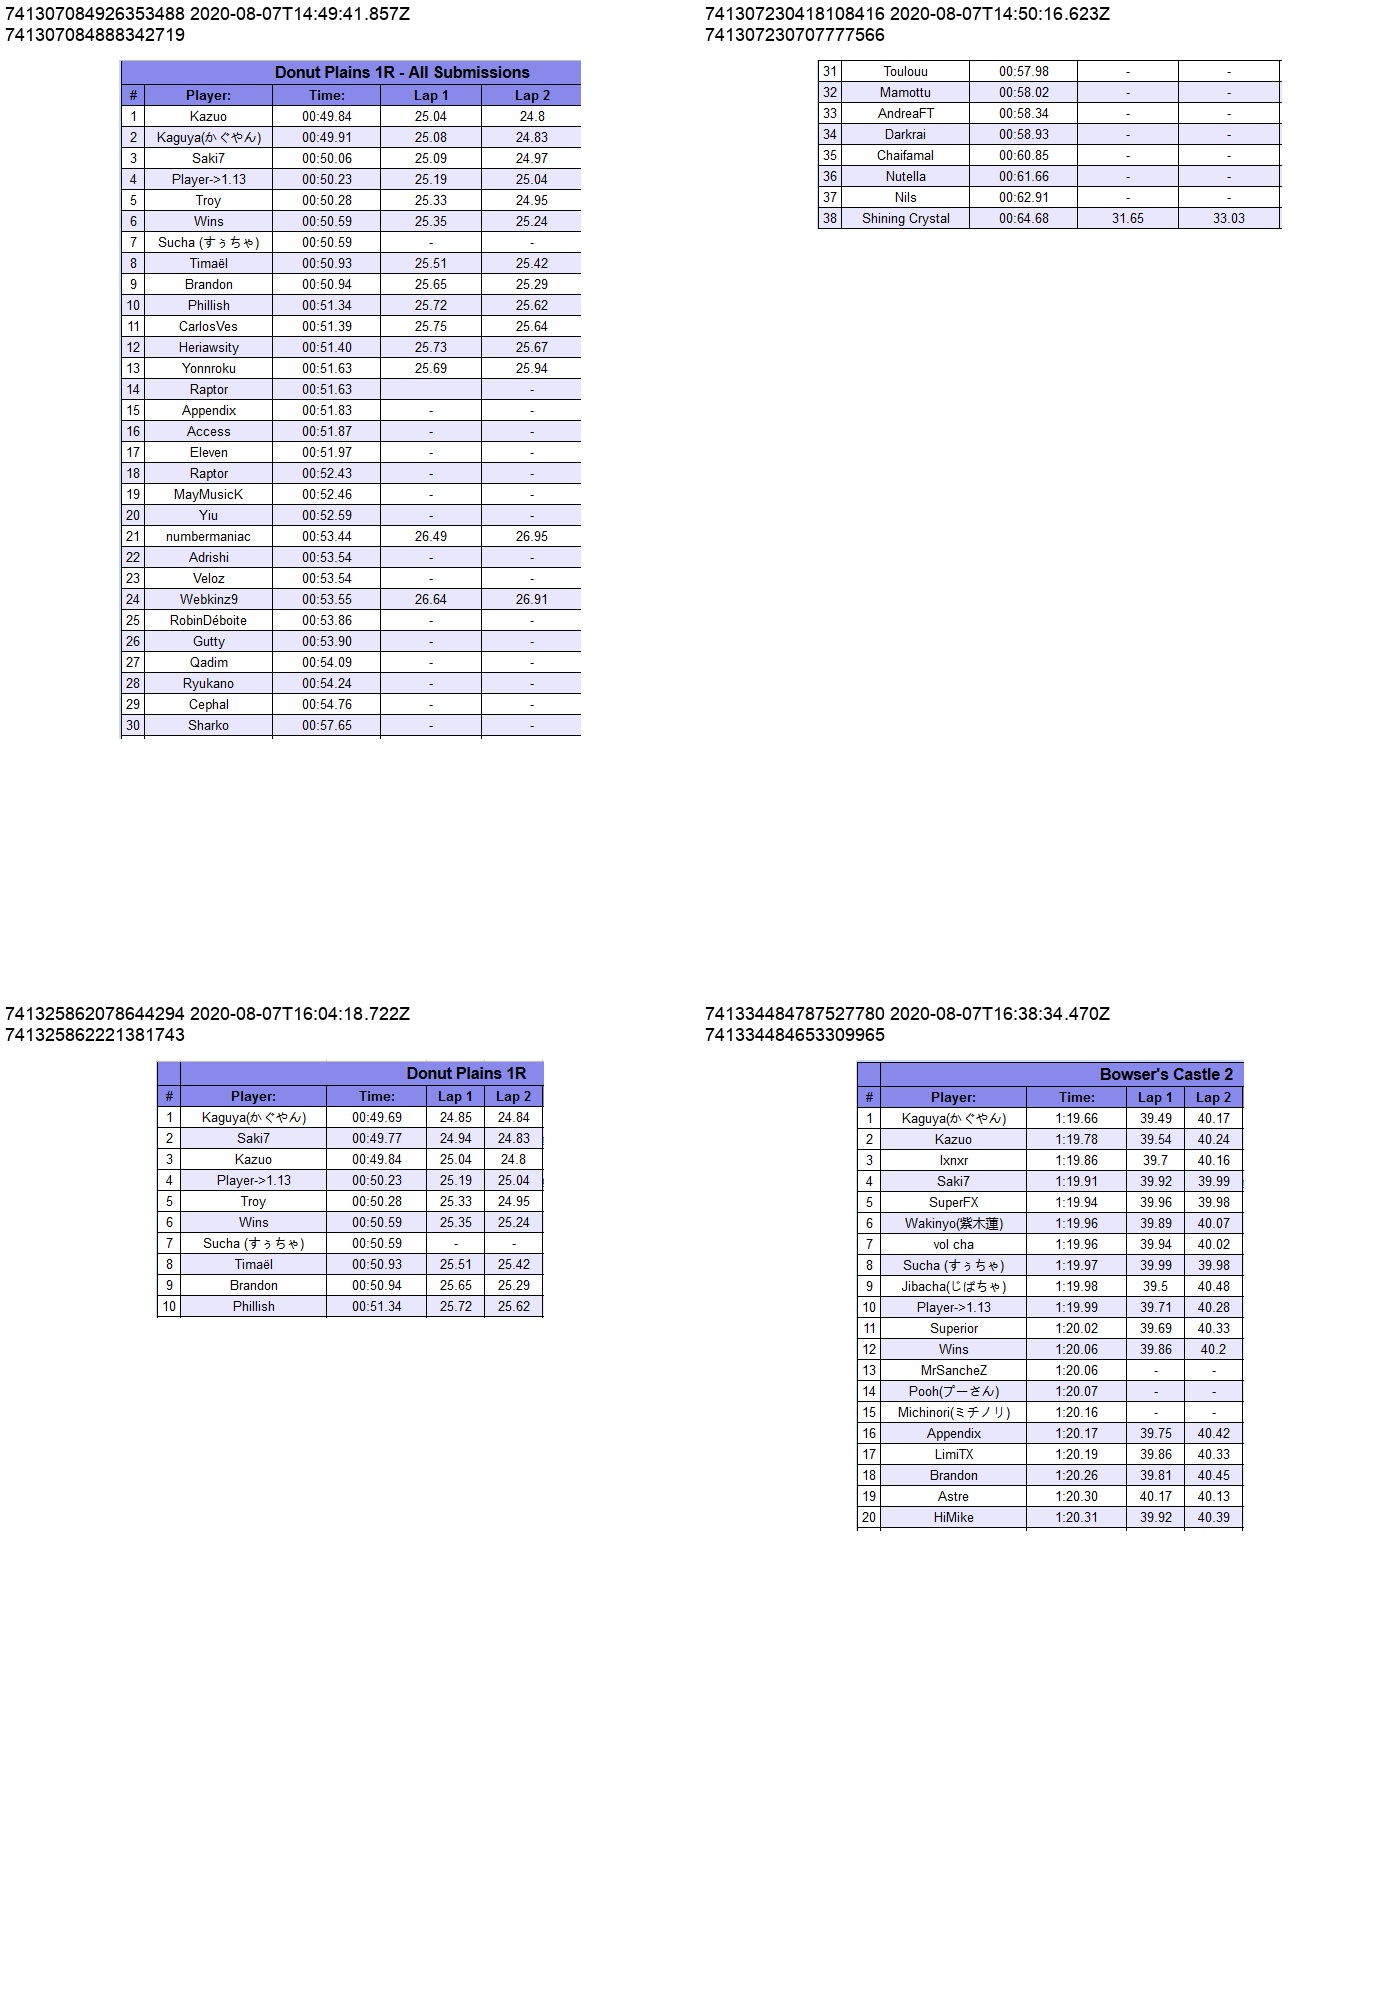 741307084926353488 2020-08-07T14:49:41.857Z
741307084888342719
Donut Plains 1R - All Submissions
# Player: Time: Lap 1 Lap 2
1 Kazuo 00:49.84 25.04 24.8
2 Kaguya(かぐやん) 00:49.91 25.08 24.83
3 Saki7 00:50.06 25.09 24.97
4 Player->1.13 00:50.23 25.19 25.04
5 Troy 00:50.28 25.33 24.95
6 Wins 00:50.59 25.35 25.24
7 Sucha (すぅちゃ) 00:50.59 - -
8 Timaël 00:50.93 25.51 25.42
9 Brandon 00:50.94 25.65 25.29
10 Phillish 00:51.34 25.72 25.62
11 CarlosVes 00:51.39 25.75 25.64
12 Heriawsity 00:51.40 25.73 25.67
13 Yonnroku 00:51.63 25.69 25.94
14 Raptor 00:51.63 -
15 Appendix 00:51.83 - -
16 Access 00:51.87 - -
17 Eleven 00:51.97 - -
18 Raptor 00:52.43 - -
19 MayMusicK 00:52.46 - -
20 Yiu 00:52.59 - -
21 numbermaniac 00:53.44 26.49 26.95
22 Adrishi 00:53.54 - -
23 Veloz 00:53.54 - -
24 Webkinz9 00:53.55 26.64 26.91
25 RobinDéboite 00:53.86 - -
26 Gutty 00:53.90 - -
27 Qadim 00:54.09 - -
28 Ryukano 00:54.24 - -
29 Cephal 00:54.76 - -
30 Sharko 00:57.65 - -
741307230418108416 2020-08-07T14:50:16.623Z
741307230707777566
31 Toulouu 00:57.98 - -
32 Mamottu 00:58.02 - -
33 AndreaFT 00:58.34 - -
34 Darkrai 00:58.93 - -
35 Chaifamal 00:60.85 - -
36 Nutella 00:61.66 - -
37 Nils 00:62.91 - -
38 Shining Crystal 00:64.68 31.65 33.03
741325862078644294 2020-08-07T16:04:18.722Z
741325862221381743
Donut Plains 1R
# Player: Time: Lap 1 Lap 2
1 Kaguya(かぐやん) 00:49.69 24.85 24.84
2 Saki7 00:49.77 24.94 24.83
3 Kazuo 00:49.84 25.04 24.8
4 Player->1.13 00:50.23 25.19 25.04
5 Troy 00:50.28 25.33 24.95
6 Wins 00:50.59 25.35 25.24
7 Sucha (すぅちゃ) 00:50.59 - -
8 Timaël 00:50.93 25.51 25.42
9 Brandon 00:50.94 25.65 25.29
10 Phillish 00:51.34 25.72 25.62
741334484787527780 2020-08-07T16:38:34.470Z
741334484653309965
Bowser's Castle 2
# Player: Time: Lap 1 Lap 2
1 Kaguya(かぐやん) 1:19.66 39.49 40.17
2 Kazuo 1:19.78 39.54 40.24
3 lxnxr 1:19.86 39.7 40.16
4 Saki7 1:19.91 39.92 39.99
5 SuperFX 1:19.94 39.96 39.98
6 Wakinyo(紫木蓮) 1:19.96 39.89 40.07
7 vol cha 1:19.96 39.94 40.02
8 Sucha (すぅちゃ) 1:19.97 39.99 39.98
9 Jibacha(じばちゃ) 1:19.98 39.5 40.48
10 Player->1.13 1:19.99 39.71 40.28
11 Superior 1:20.02 39.69 40.33
12 Wins 1:20.06 39.86 40.2
13 MrSancheZ 1:20.06 - -
14 Pooh(プーさん) 1:20.07 - -
15 Michinori(ミチノリ) 1:20.16 - -
16 Appendix 1:20.17 39.75 40.42
17 LimiTX 1:20.19 39.86 40.33
18 Brandon 1:20.26 39.81 40.45
19 Astre 1:20.30 40.17 40.13
20 HiMike 1:20.31 39.92 40.39